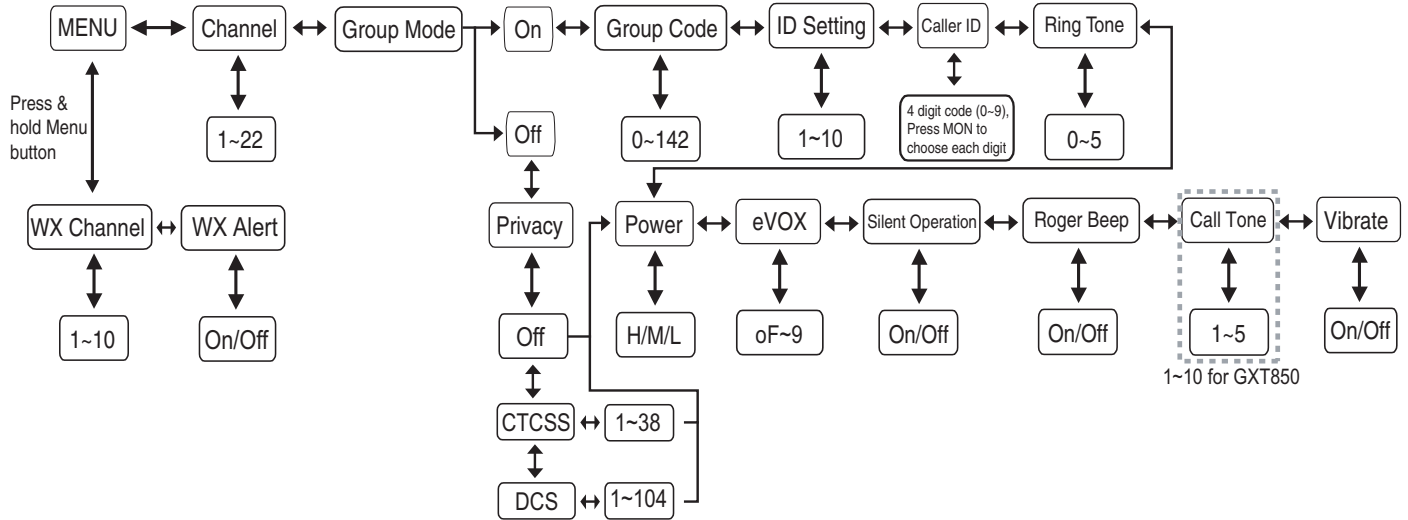 MENU
Channel
Group Mode
On
Group Code
ID Setting
Caller ID
Ring Tone
Press &
hold Menu
button
1~22
Off
0~142
1~10
4 digit code (0~9),
Press MON to
choose each digit
0~5
WX Channel
WX Alert
Privacy
Power
eVOX
Silent Operation
Roger Beep
Call Tone
Vibrate
1~10
On/Off
Off
H/M/L
oF~9
On/Off
On/Off
1~5
On/Off
1~10 for GXT850
CTCSS
1~38
DCS
1~104